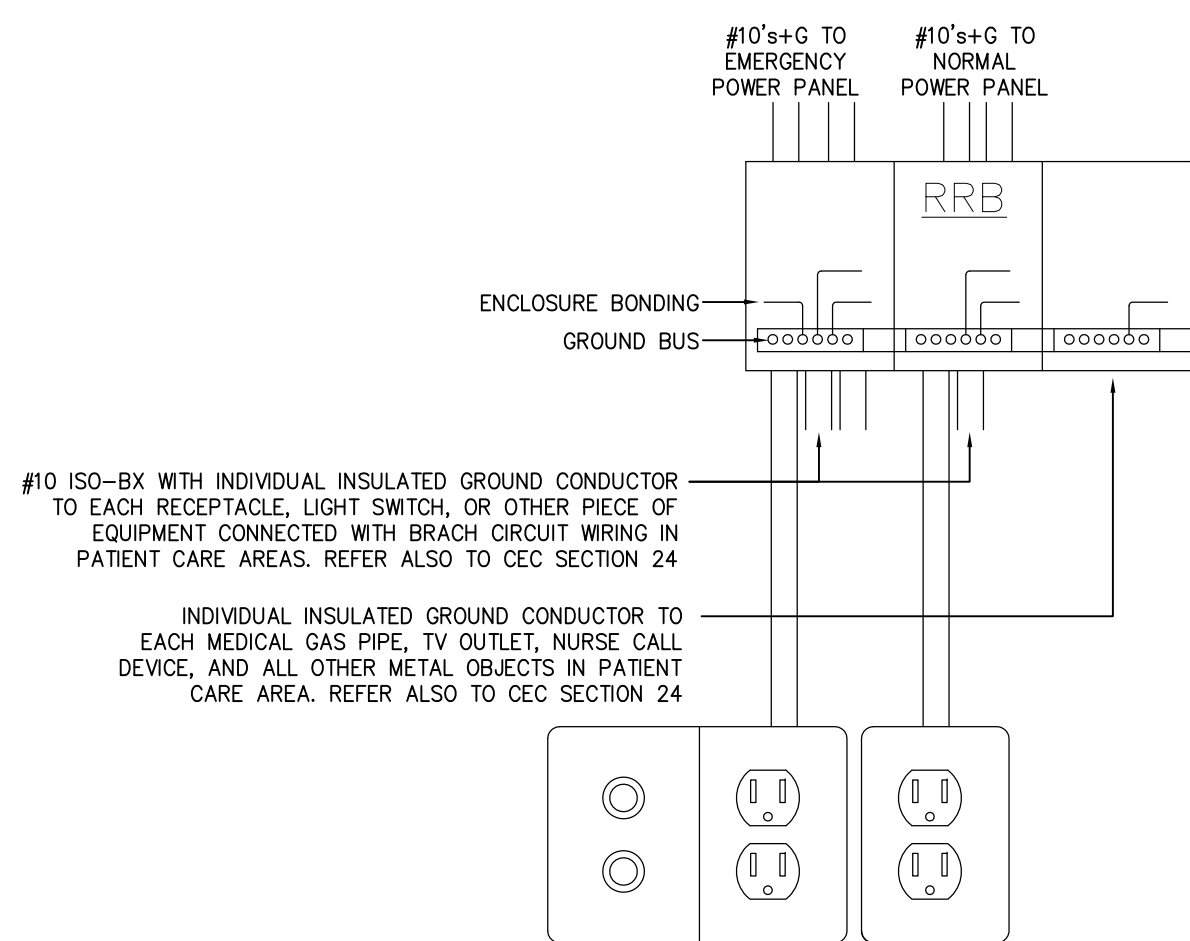 #10's+G TO
EMERGENCY
POWER PANEL
#10's+G TO
NORMAL
POWER PANEL
RRB
ENCLOSURE BONDING
GROUND BUS
#10 ISO-BX WITH INDIVIDUAL INSULATED GROUND CONDUCTOR
TO EACH RECEPTACLE, LIGHT SWITCH, OR OTHER PIECE OF
EQUIPMENT CONNECTED WITH BRACH CIRCUIT WIRING IN
PATIENT CARE AREAS. REFER ALSO TO CEC SECTION 24
INDIVIDUAL INSULATED GROUND CONDUCTOR TO
EACH MEDICAL GAS PIPE, TV OUTLET, NURSE CALL
DEVICE, AND ALL OTHER METAL OBJECTS IN PATIENT
CARE AREA. REFER ALSO TO CEC SECTION 24